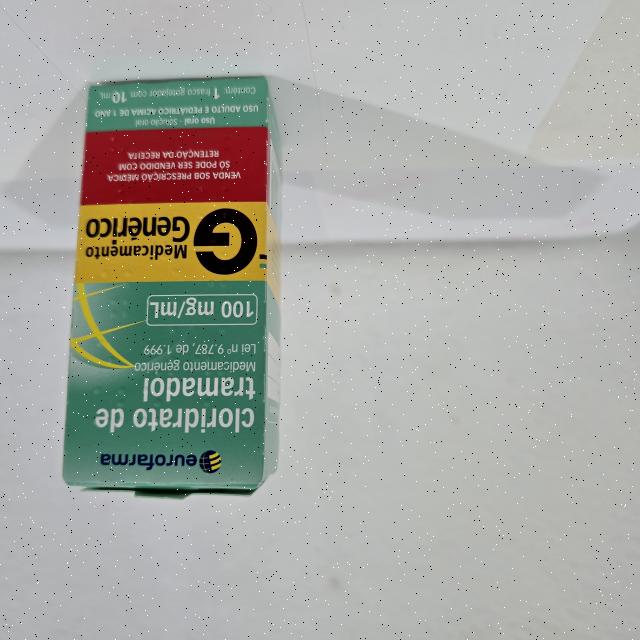 eurofarma
cloridrato de
tramadol
Medicamento genérico
Lei nº 9.787, de 1.999
100 mg/mL
G
Medicamento
Genérico
VENDA SOB PRESCRIÇÃO MÉDICA
SÓ PODE SER VENDIDO COM
RETENÇÃO DA RECEITA
Uso oral - Solução oral
USO ADULTO E PEDIÁTRICO ACIMA DE 1 ANO
Contém: 1 frasco gotejador com 10 mL